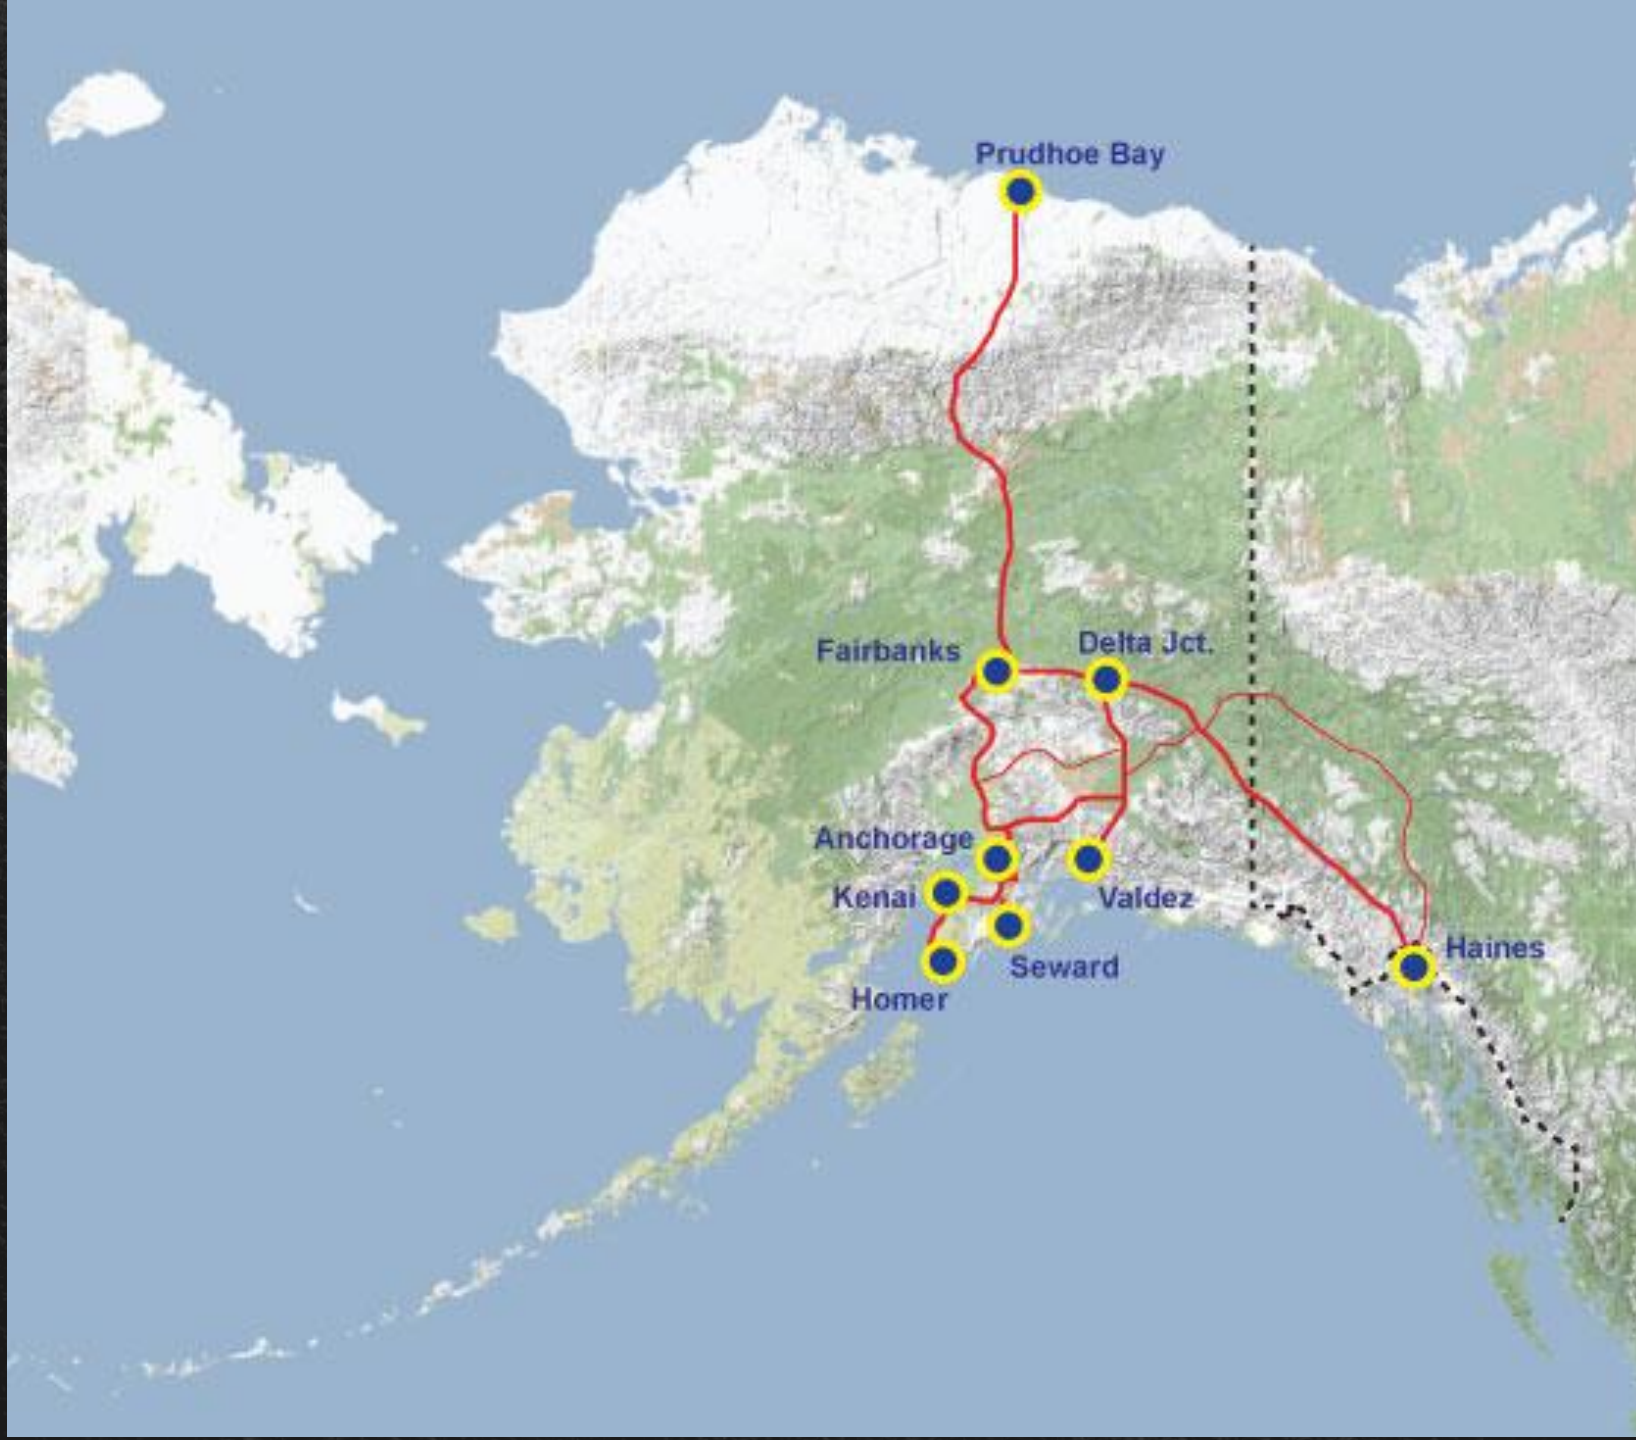 Prudhoe Bay
Fairbanks
Delta Jct.
Anchorage
Kenai
Valdez
Seward
Haines
Homer